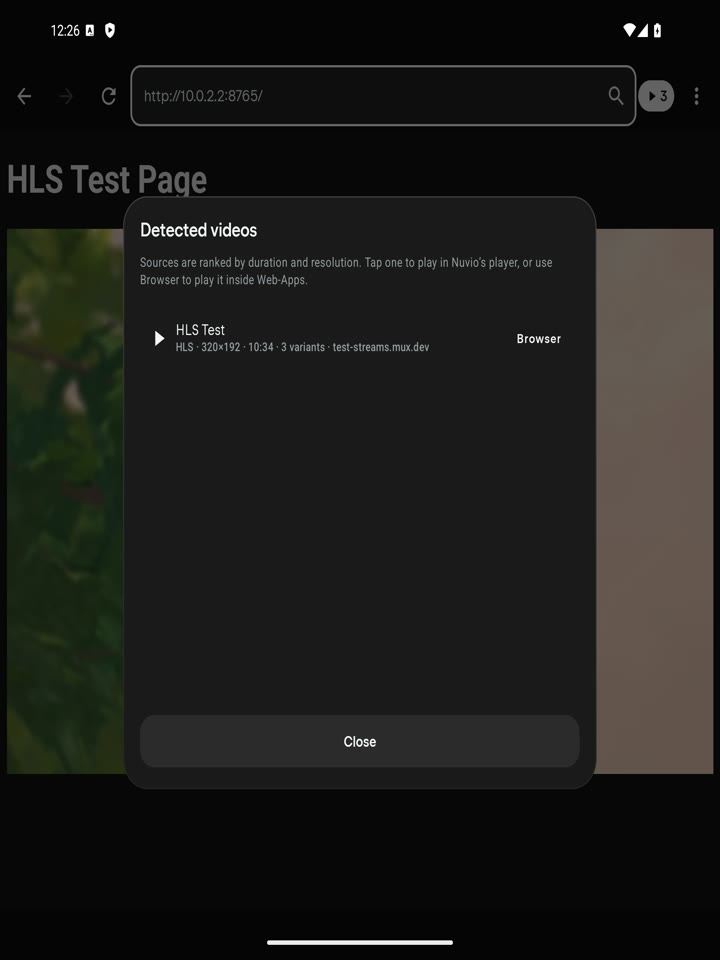 12:26
http://10.0.2.2:8765/
3
HLS Test Page
Detected videos
Sources are ranked by duration and resolution. Tap one to play in Nuvio's player, or use
Browser to play it inside Web-Apps.
HLS Test
HLS · 320×192 · 10:34 · 3 variants · test-streams.mux.dev
Browser
Close